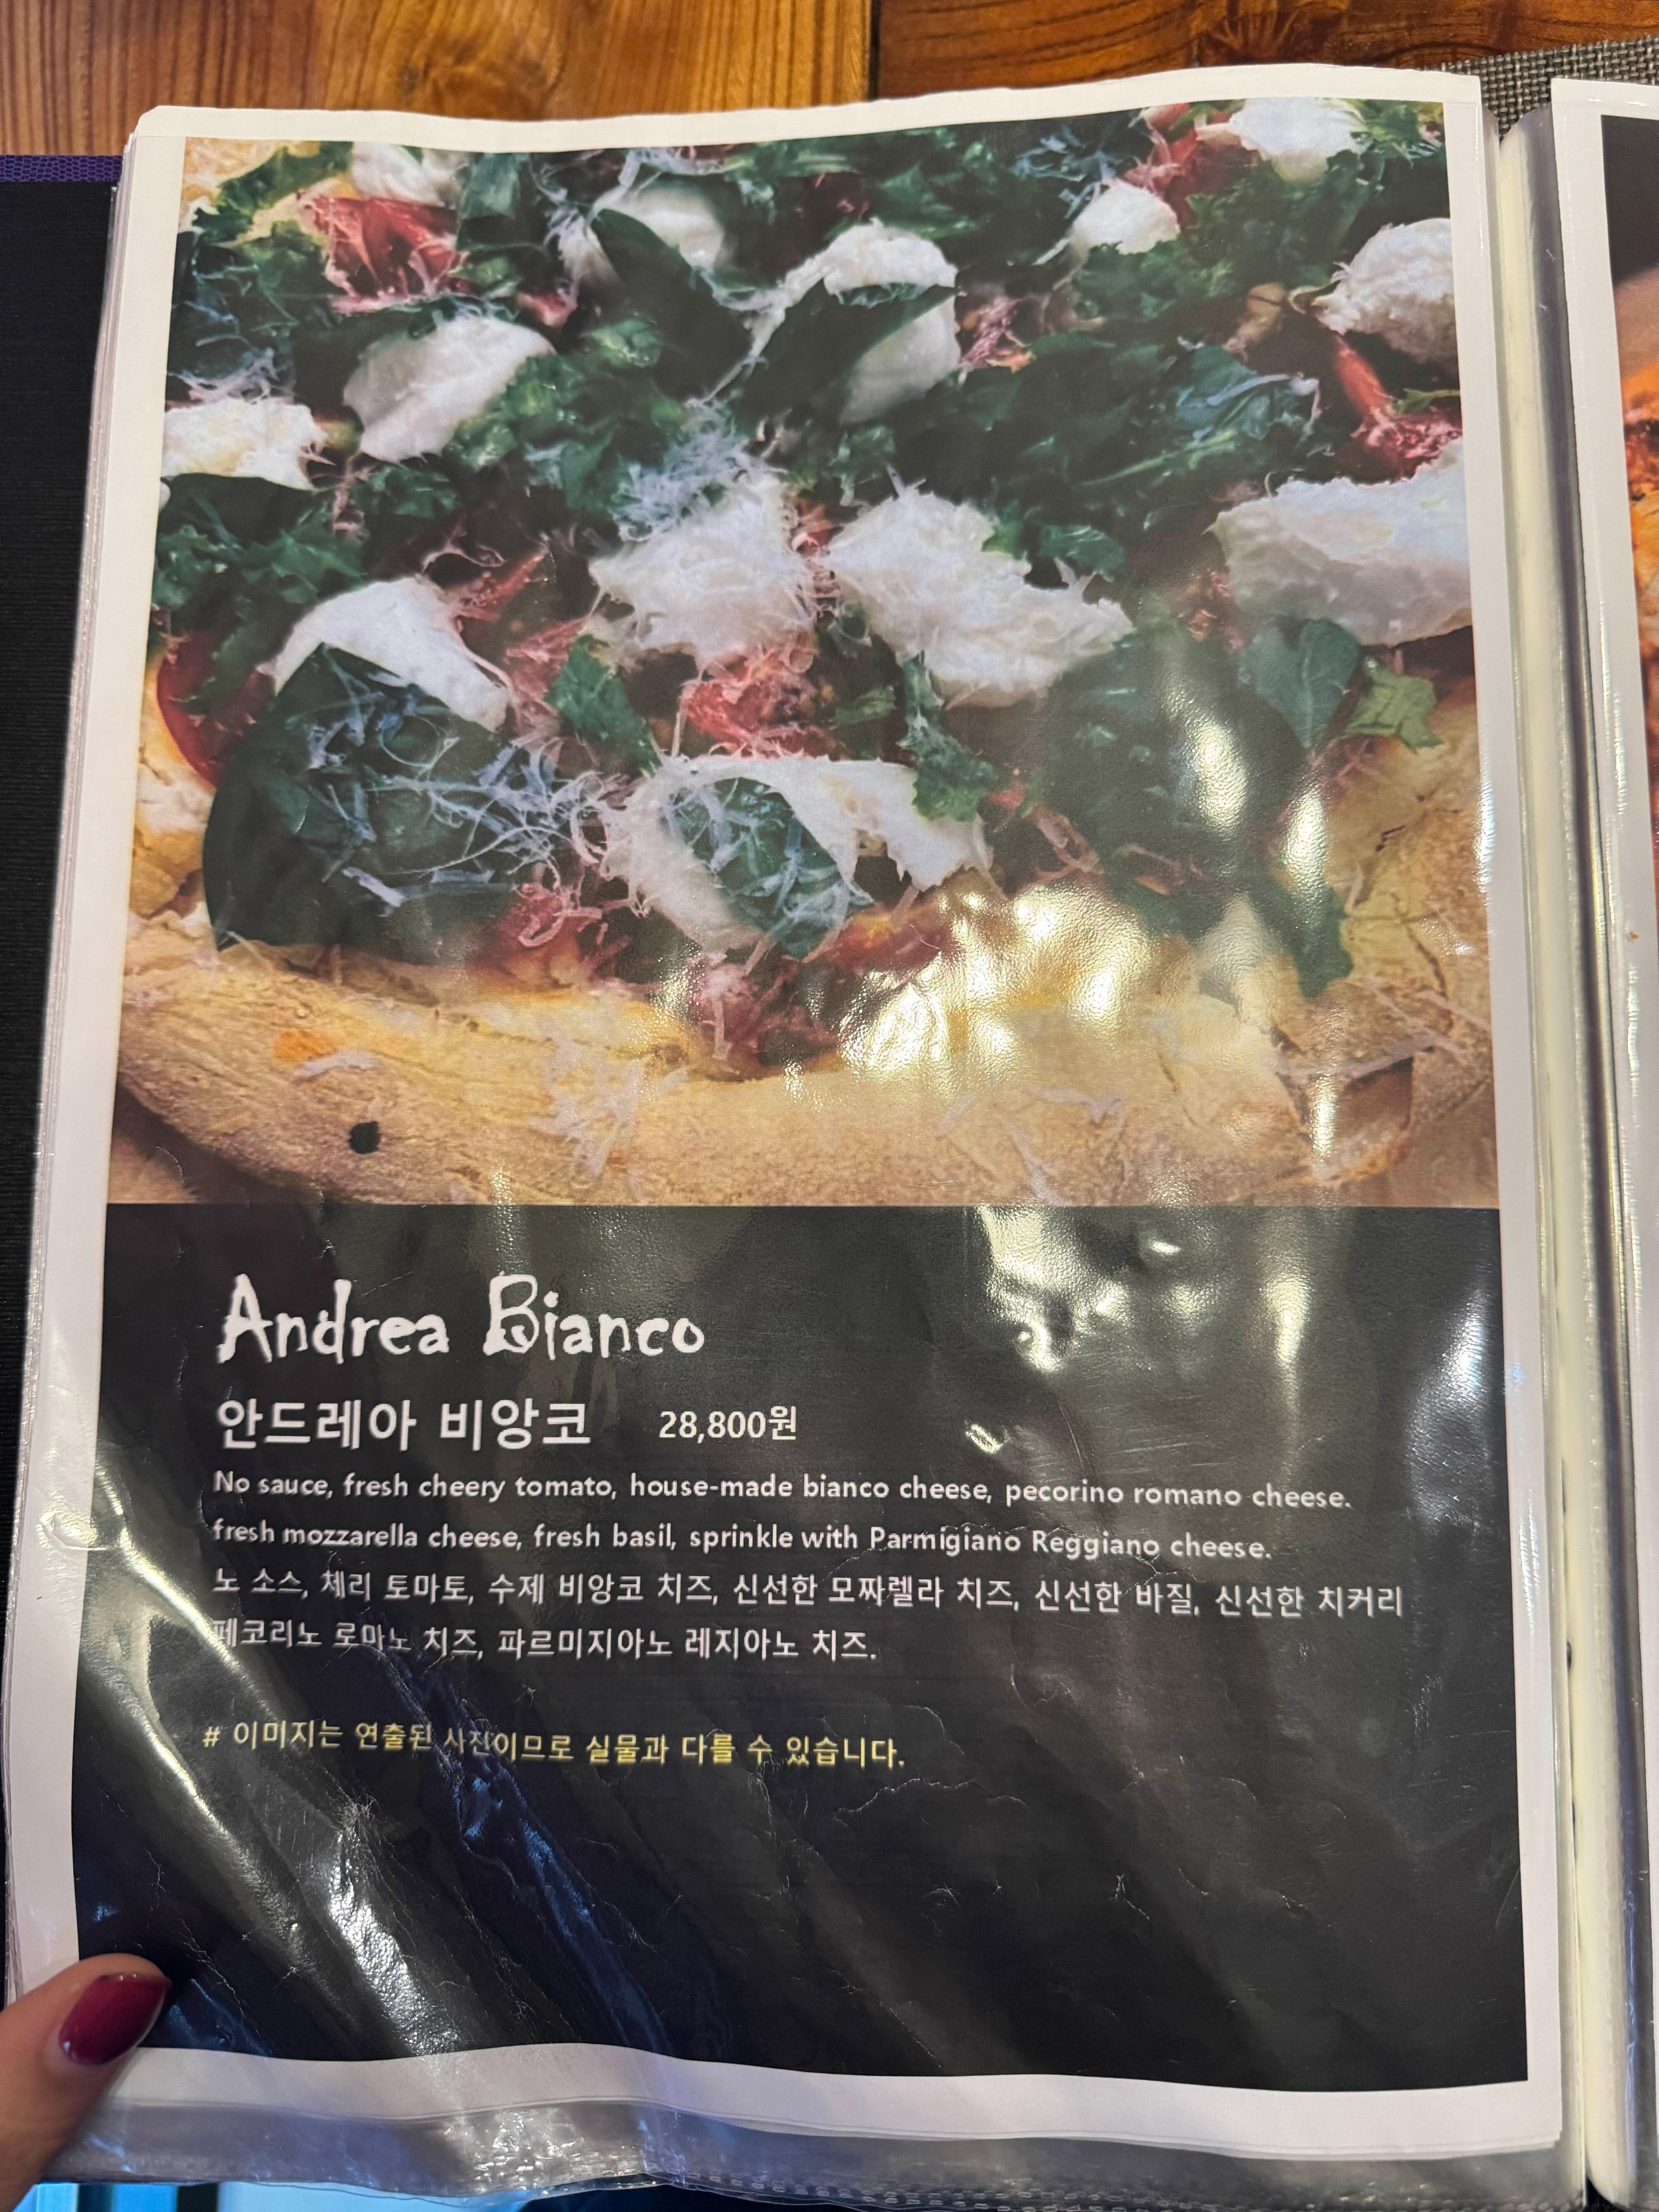 Andrea Bianco
안드레아 비앙코 28,800원
No sauce, fresh cheery tomato, house-made bianco cheese, pecorino romano cheese.
fresh mozzarella cheese, fresh basil, sprinkle with Parmigiano Reggiano cheese.
노 소스, 체리 토마토, 수제 비앙코 치즈, 신선한 모짜렐라 치즈, 신선한 바질, 신선한 치커리
페코리노 로마노 치즈, 파르미지아노 레지아노 치즈.
# 이미지는 연출된 사진이므로 실물과 다를 수 있습니다.